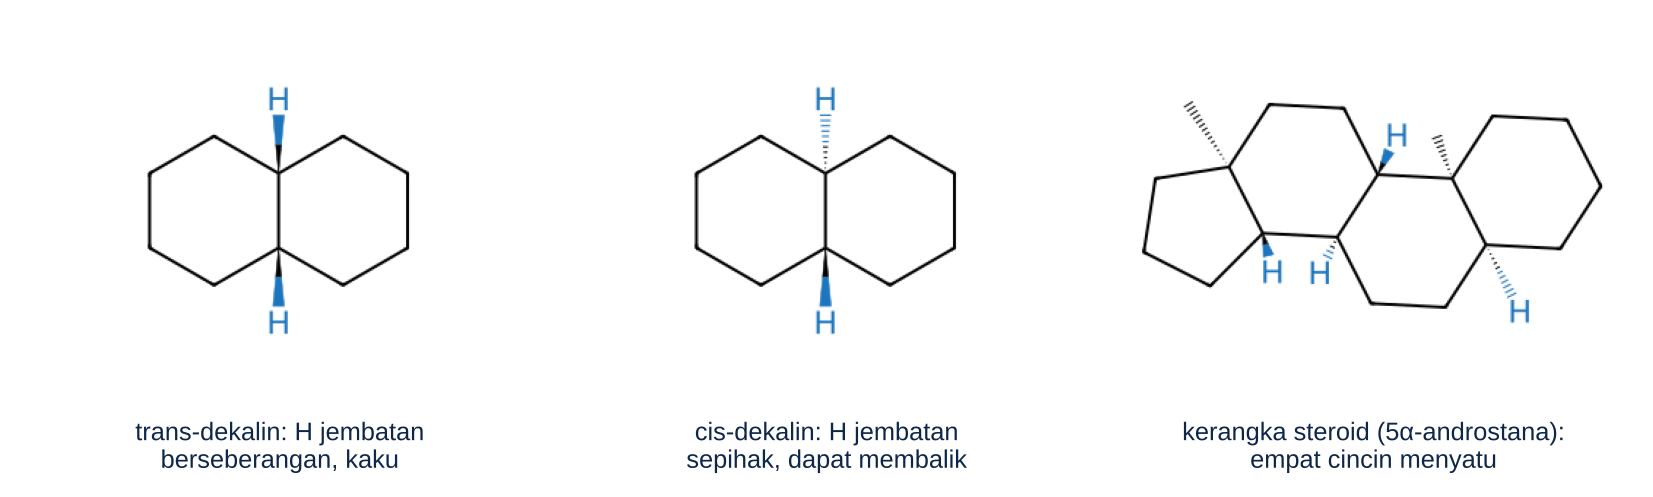 H
H
trans-dekalin: H jembatan
berseberangan, kaku
H
H
cis-dekalin: H jembatan
sepihak, dapat membalik
H
H
H
H
kerangka steroid (5α-androstana):
empat cincin menyatu